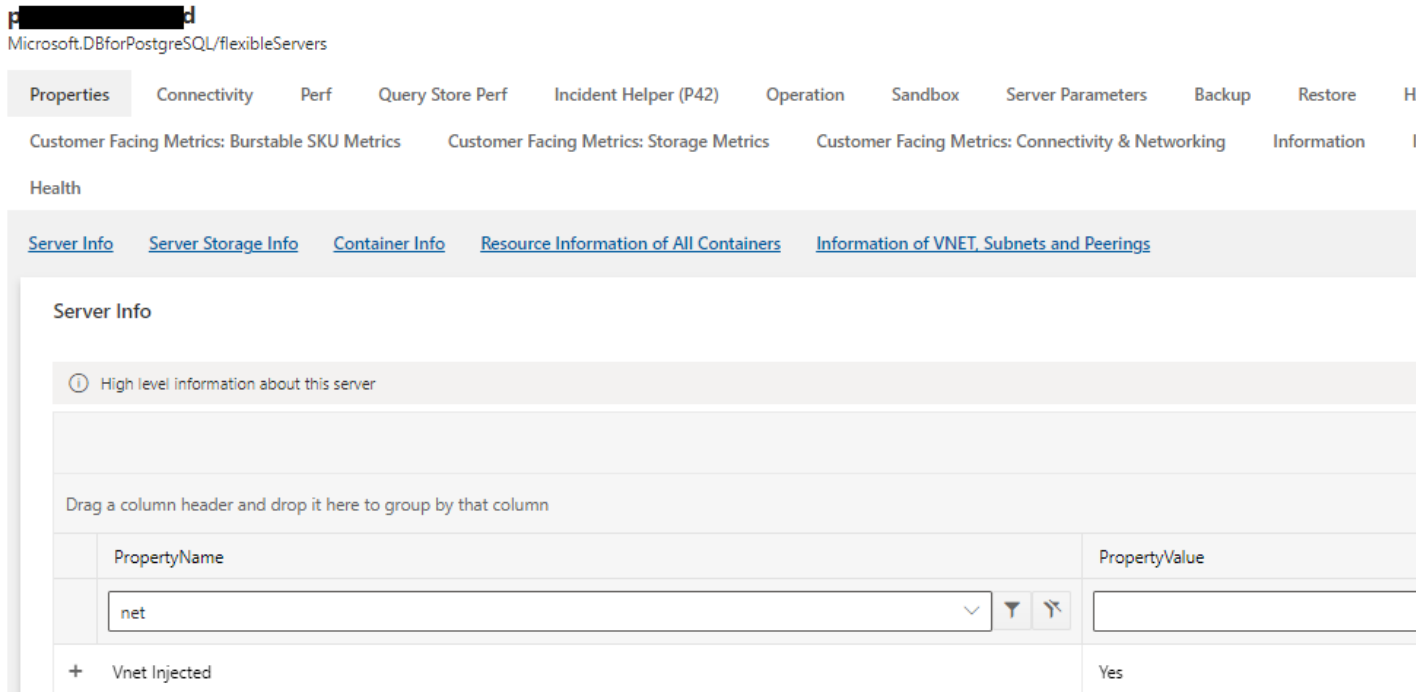 Microsoft.DBforPostgreSQL/flexibleServers
Properties Connectivity Perf Query Store Perf Incident Helper (P42) Operation Sandbox Server Parameters Backup Restore
Customer Facing Metrics: Burstable SKU Metrics Customer Facing Metrics: Storage Metrics Customer Facing Metrics: Connectivity & Networking Information
Health
Server Info Server Storage Info Container Info Resource Information of All Containers Information of VNET, Subnets and Peerings
Server Info
High level information about this server
Drag a column header and drop it here to group by that column
PropertyName PropertyValue
net
Vnet Injected Yes